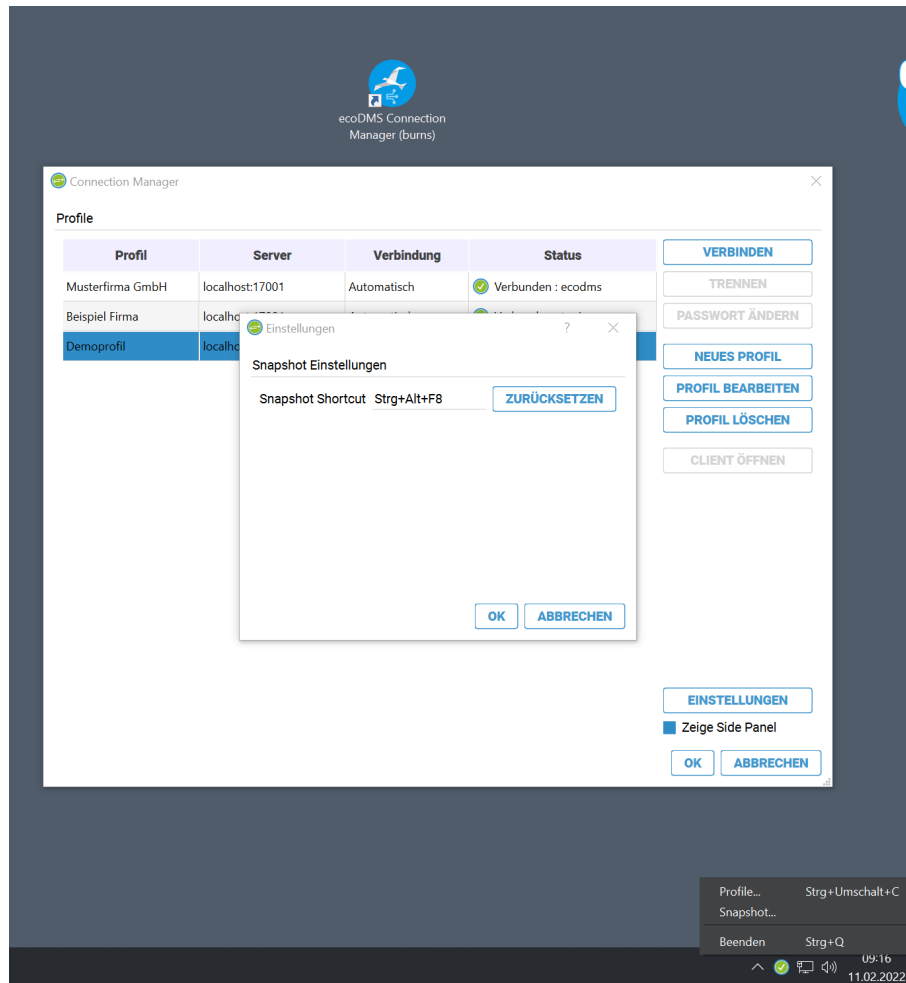 ecoDMS Connection
Manager (burns)
Connection Manager
Profile
Profil Server Verbindung Status
Musterfirma GmbH localhost:17001 Automatisch Verbunden : ecodms
Beispiel Firma
Demoprofil
VERBINDEN
TRENNEN
PASSWORT ÄNDERN
NEUES PROFIL
PROFIL BEARBEITEN
PROFIL LÖSCHEN
CLIENT ÖFFNEN
Einstellungen ?
Snapshot Einstellungen
Snapshot Shortcut Strg+Alt+F8 ZURÜCKSETZEN
OK ABBRECHEN
EINSTELLUNGEN
Zeige Side Panel
OK ABBRECHEN
Profile... Strg+Umschalt+C
Snapshot...
Beenden Strg+Q
09:16
11.02.2022